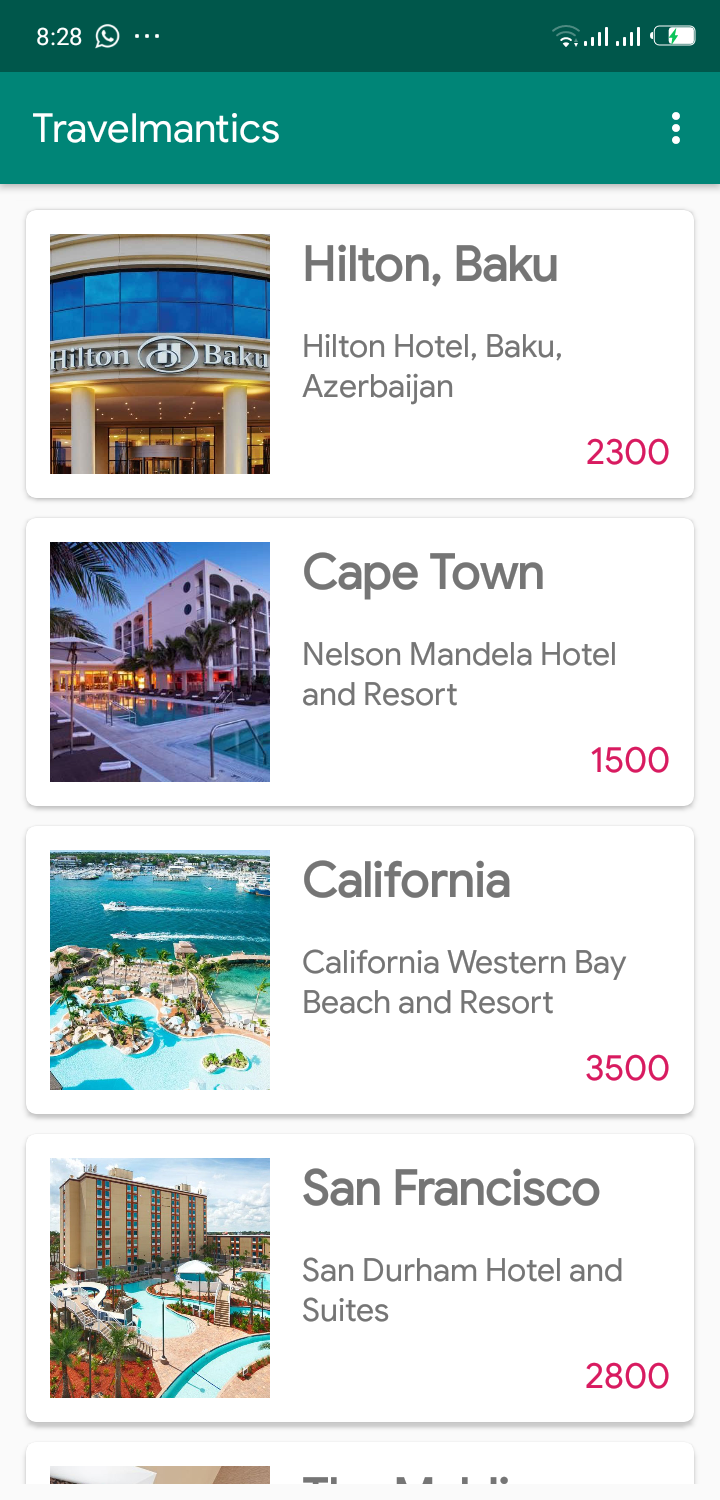 8:28
Travelmantics
Hilton Baku
Hilton, Baku
Hilton Hotel, Baku,
Azerbaijan
2300
Cape Town
Nelson Mandela Hotel
and Resort
1500
California
California Western Bay
Beach and Resort
3500
San Francisco
San Durham Hotel and
Suites
2800